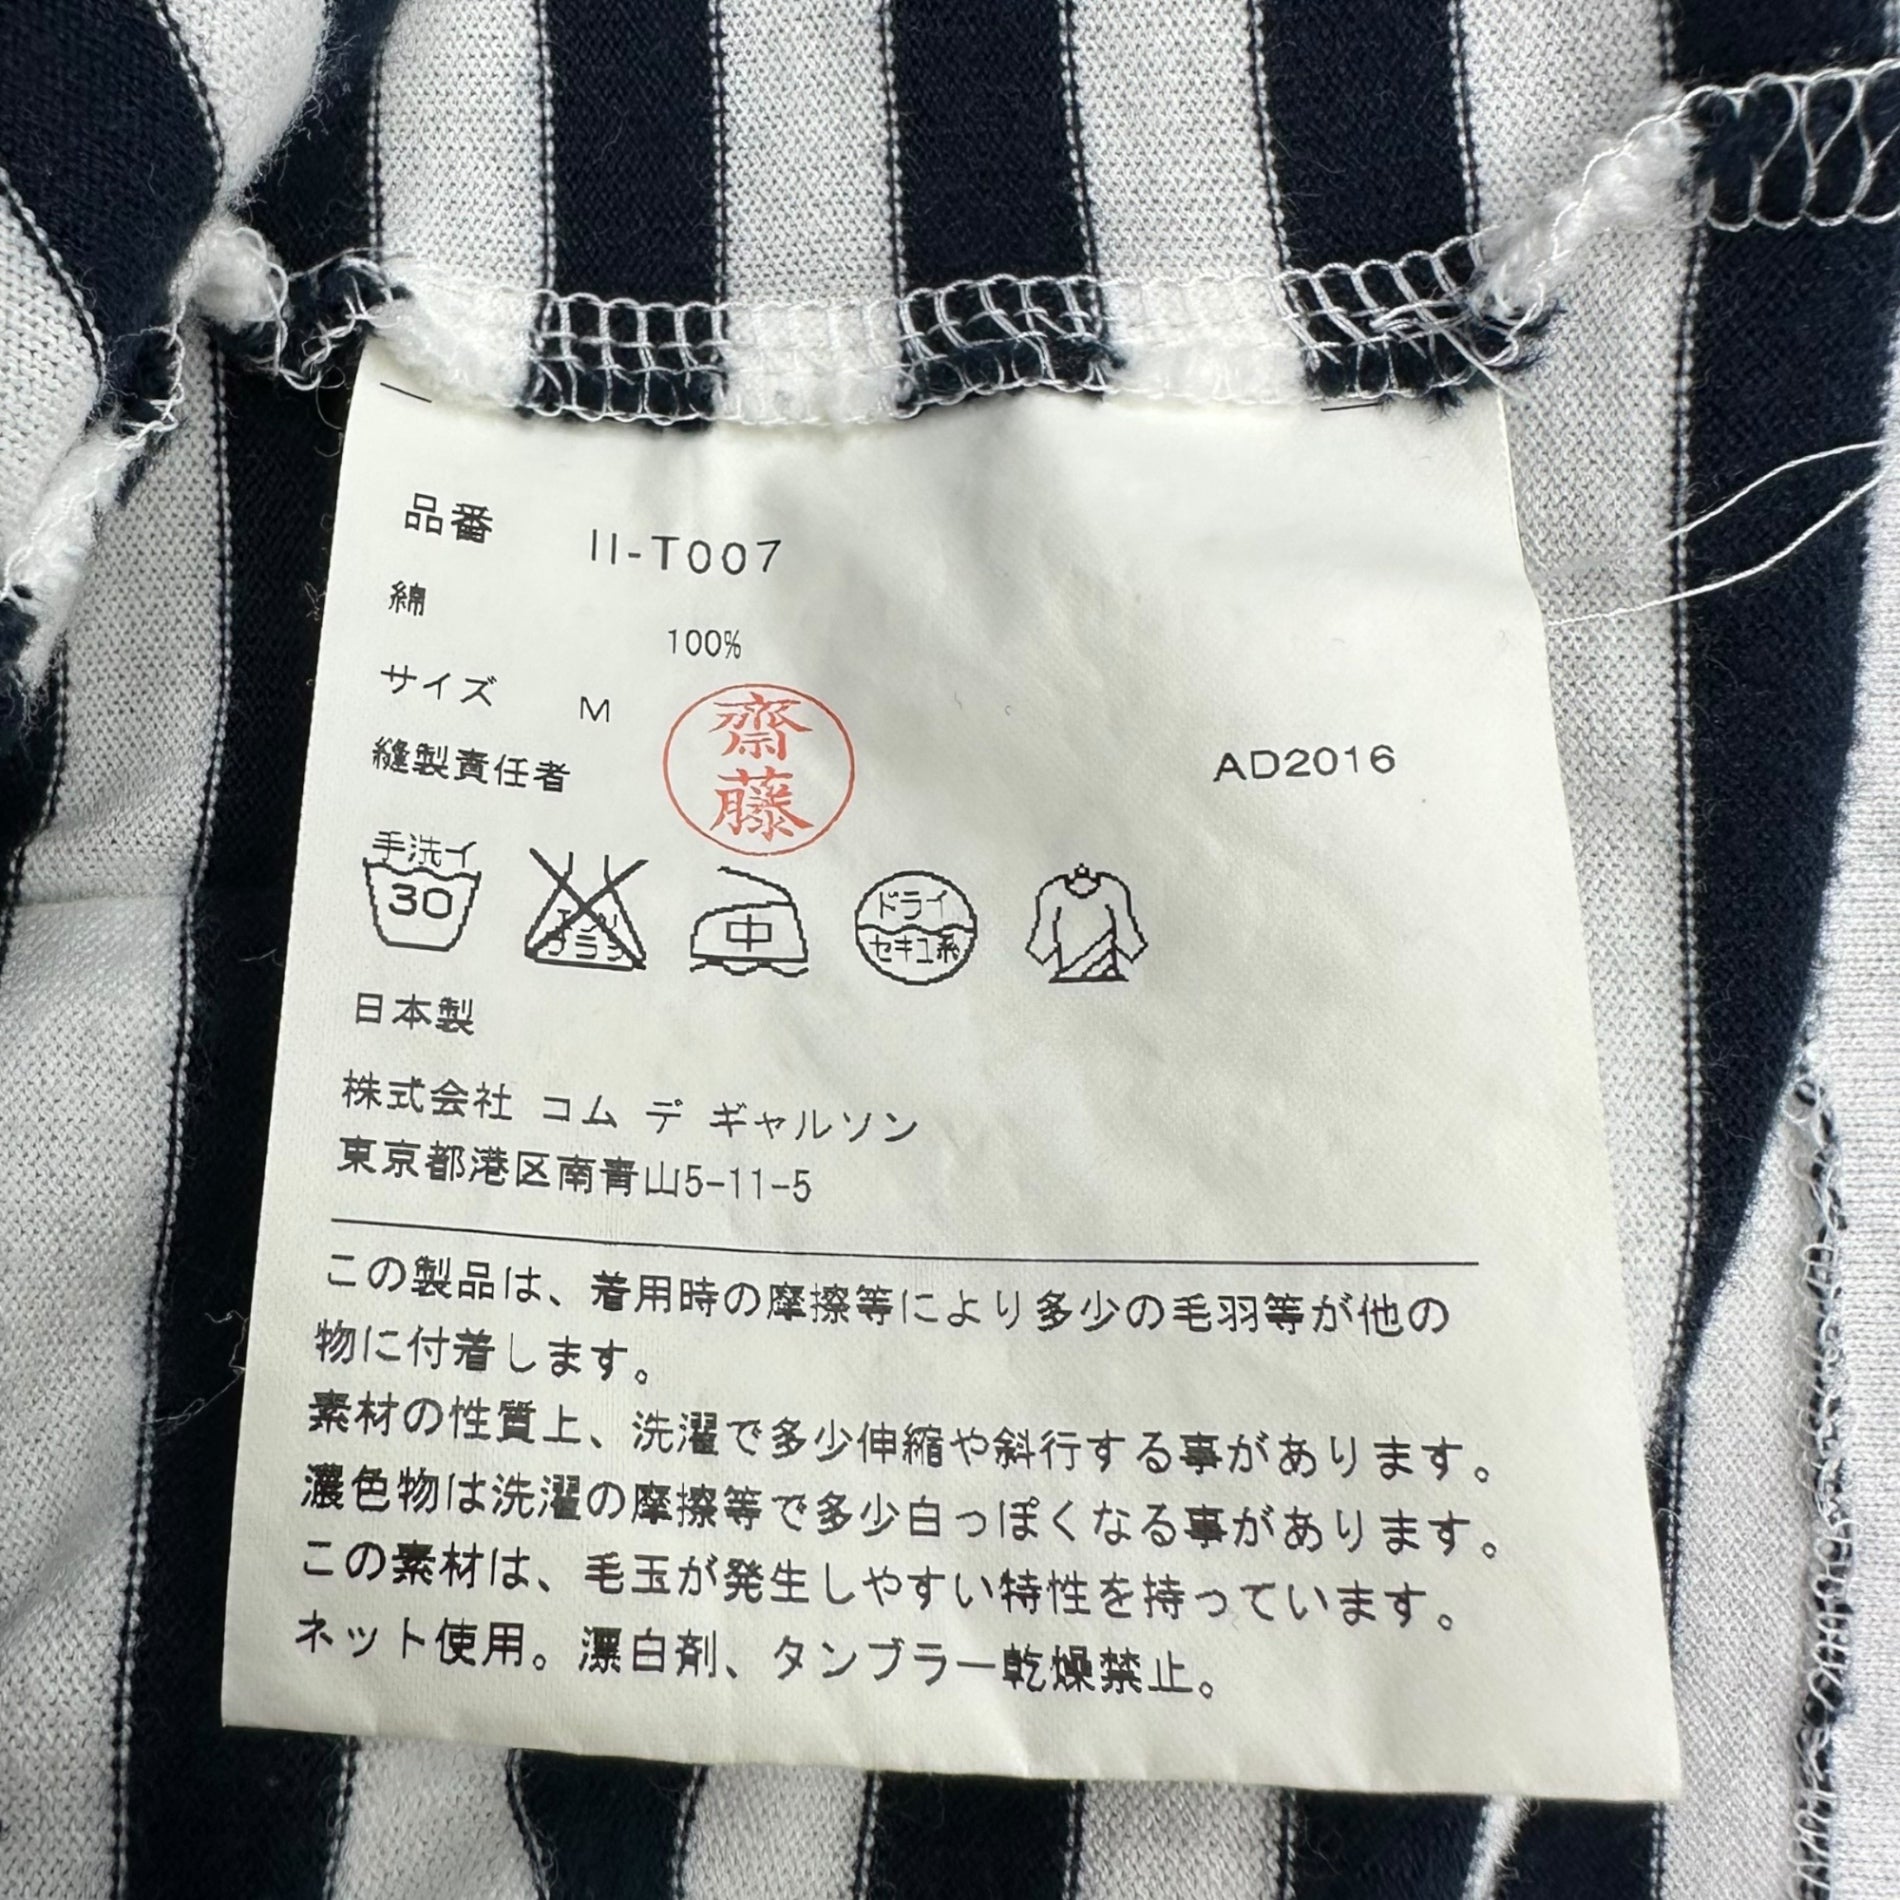 品番 II-T007
綿 100%
サイズ M
縫製責任者 齋藤 AD2016
手洗イ 30
エンソ フラシ
中
ドライ セキユ系
日本製
株式会社 コム デ ギャルソン
東京都港区南青山5-11-5
この製品は、着用時の摩擦等により多少の毛羽等が他の
物に付着します。
素材の性質上、洗濯で多少伸縮や斜行する事があります。
濃色物は洗濯の摩擦等で多少白っぽくなる事があります。
この素材は、毛玉が発生しやすい特性を持っています。
ネット使用。漂白剤、タンブラー乾燥禁止。